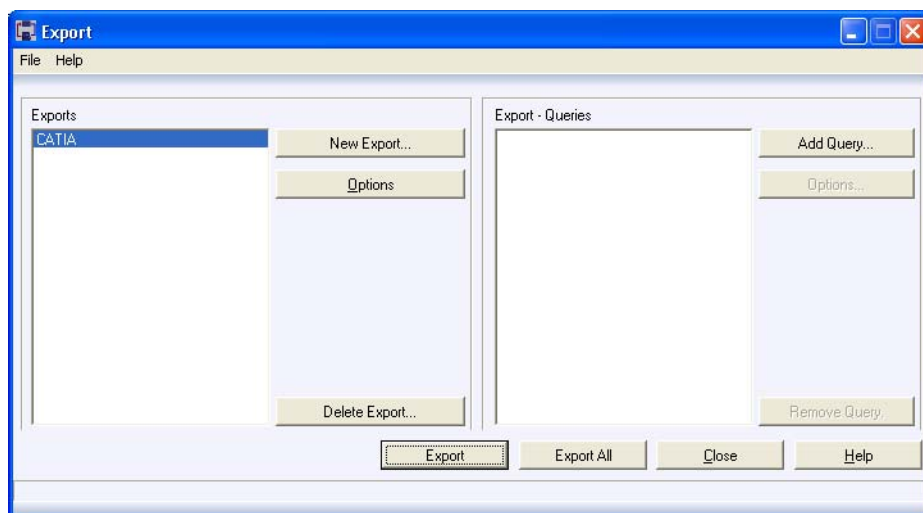 Export
File Help
Exports
CATIA
New Export...
Options
Delete Export...
Export - Queries
Add Query...
Options...
Remove Query.
Export Export All Close Help